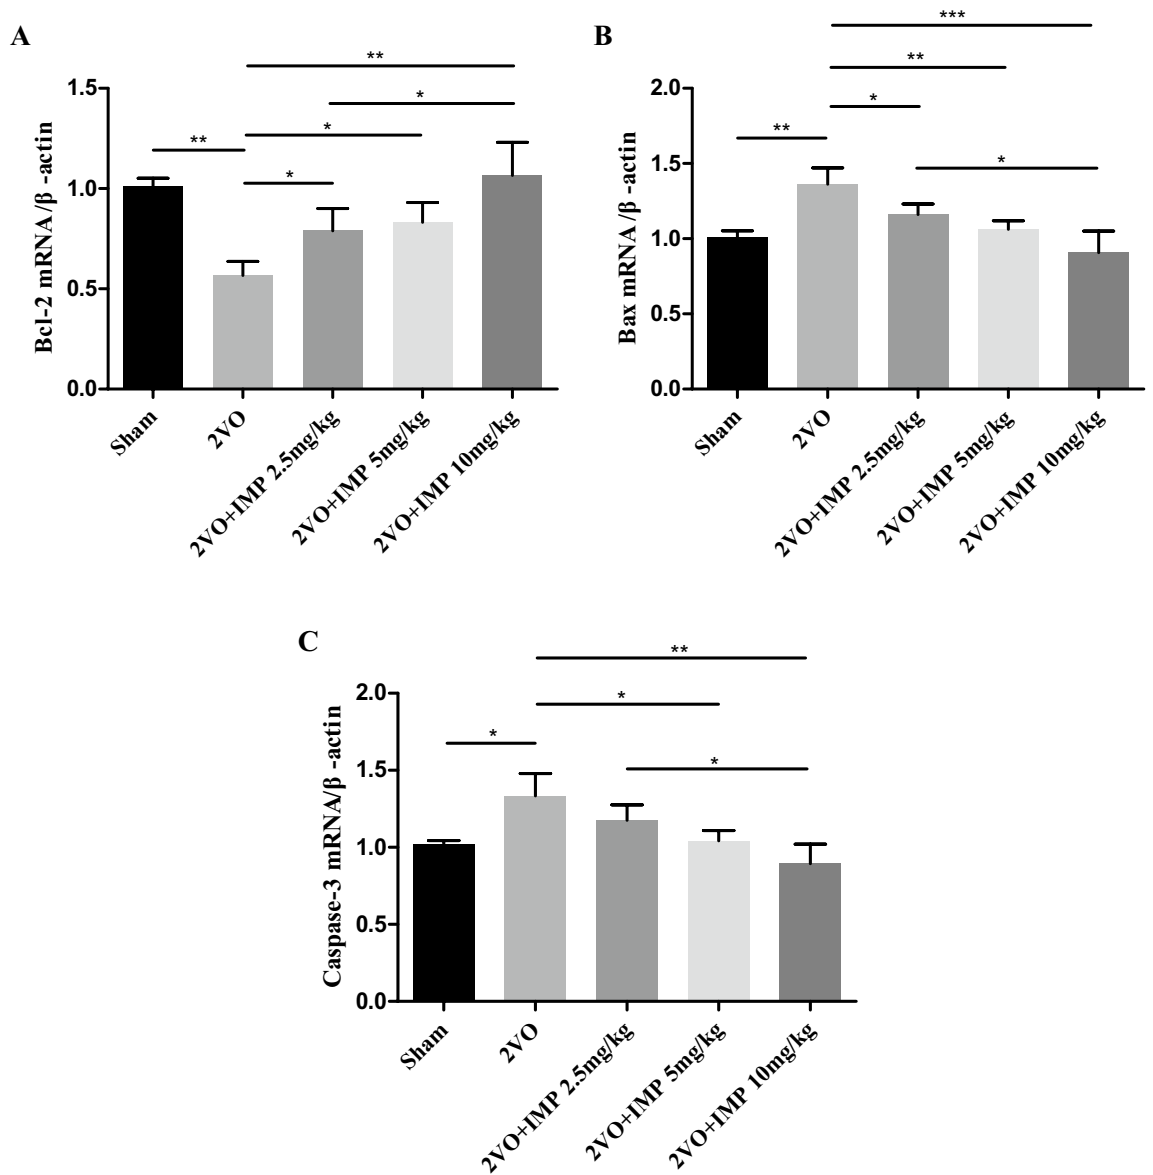 A
Bcl-2 mRNA/β -actin
1.5
1.0
0.5
0.0
**
*
*
**
*
Sham
2VO
2VO+IMP 2.5mg/kg
2VO+IMP 5mg/kg
2VO+IMP 10mg/kg
B
Bax mRNA/β -actin
2.0
1.5
1.0
0.5
0.0
***
**
*
**
*
Sham
2VO
2VO+IMP 2.5mg/kg
2VO+IMP 5mg/kg
2VO+IMP 10mg/kg
C
Caspase-3 mRNA/β -actin
2.0
1.5
1.0
0.5
0.0
**
*
*
*
Sham
2VO
2VO+IMP 2.5mg/kg
2VO+IMP 5mg/kg
2VO+IMP 10mg/kg